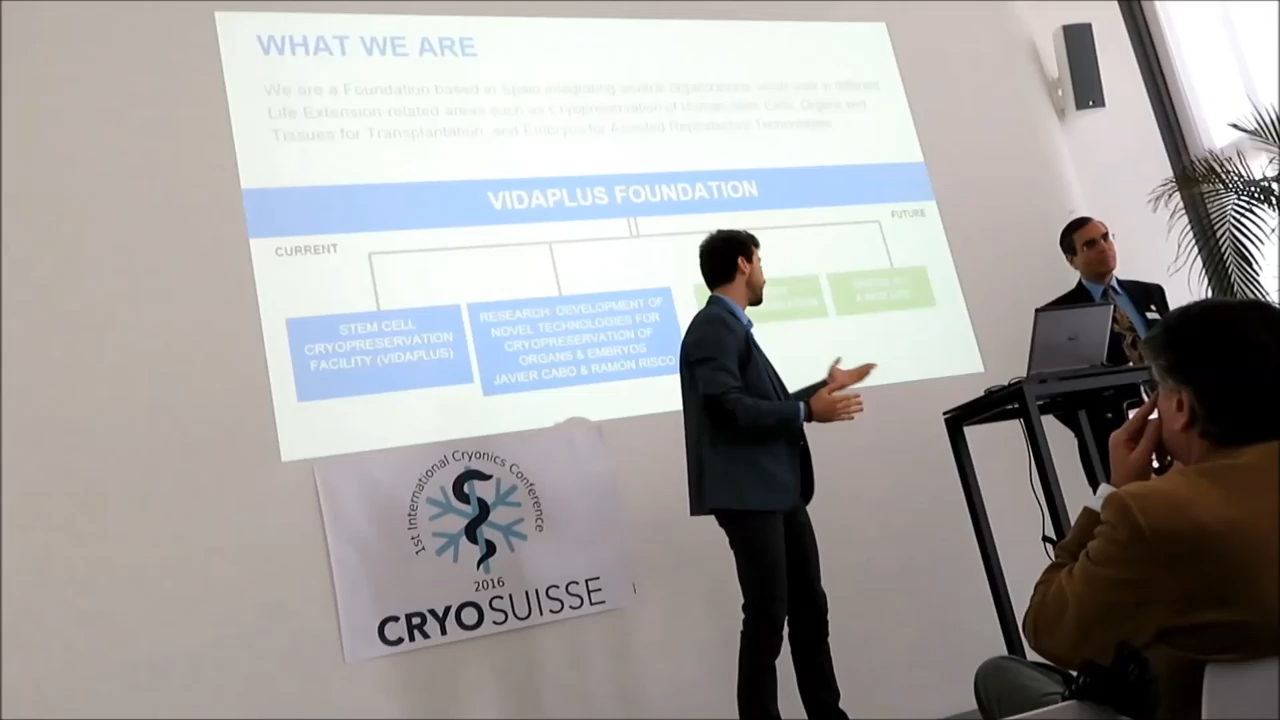 WHAT WE ARE
We are a Foundation based in Spain integrating several organizations which work in different
Life Extension-related areas such as Cryopreservation of Human Stem Cells, Organs and
Tissues for Transplantation, and Embryos for Assisted Reproductive Technologies
VIDAPLUS FOUNDATION
CURRENT
FUTURE
STEM CELL
CRYOPRESERVATION
FACILITY (VIDAPLUS)
RESEARCH, DEVELOPMENT OF
NOVEL TECHNOLOGIES FOR
CRYOPRESERVATION OF
ORGANS & EMBRYOS
JAVIER CABO & RAMÓN RISCO
1st International Cryonics Conference
2016
CRYOSUISSE